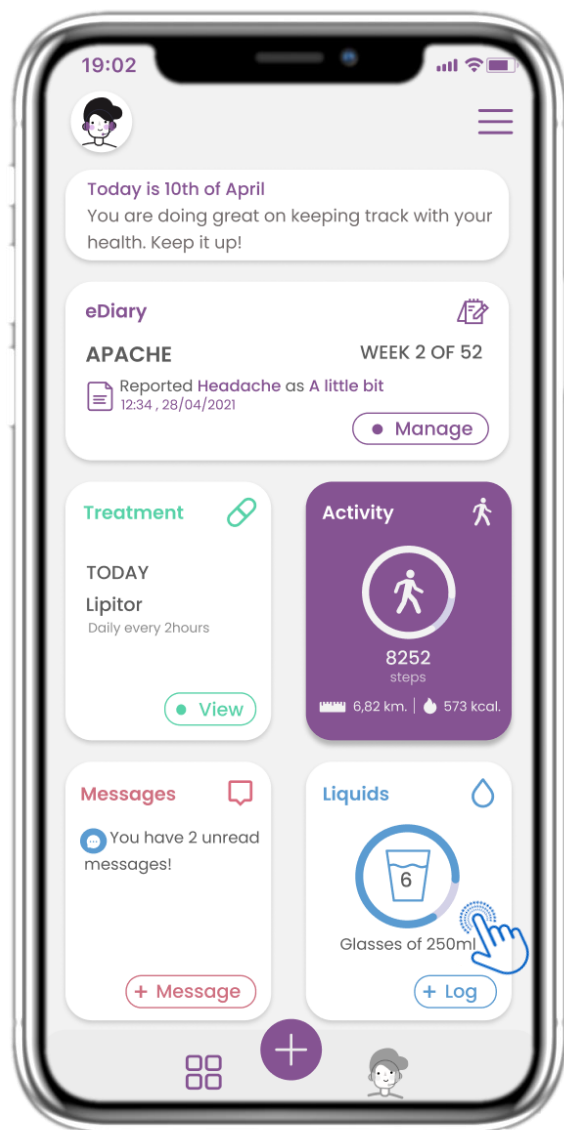 19:02
Today is 10th of April
You are doing great on keeping track with your
health. Keep it up!
eDiary
APACHE
WEEK 2 OF 52
Reported Headache as A little bit
12:34 , 28/04/2021
Manage
Treatment
TODAY
Lipitor
Daily every 2hours
View
Activity
8252
steps
6,82 km.
573 kcal.
Messages
You have 2 unread
messages!
+ Message
Liquids
6
Glasses of 250ml
+ Log